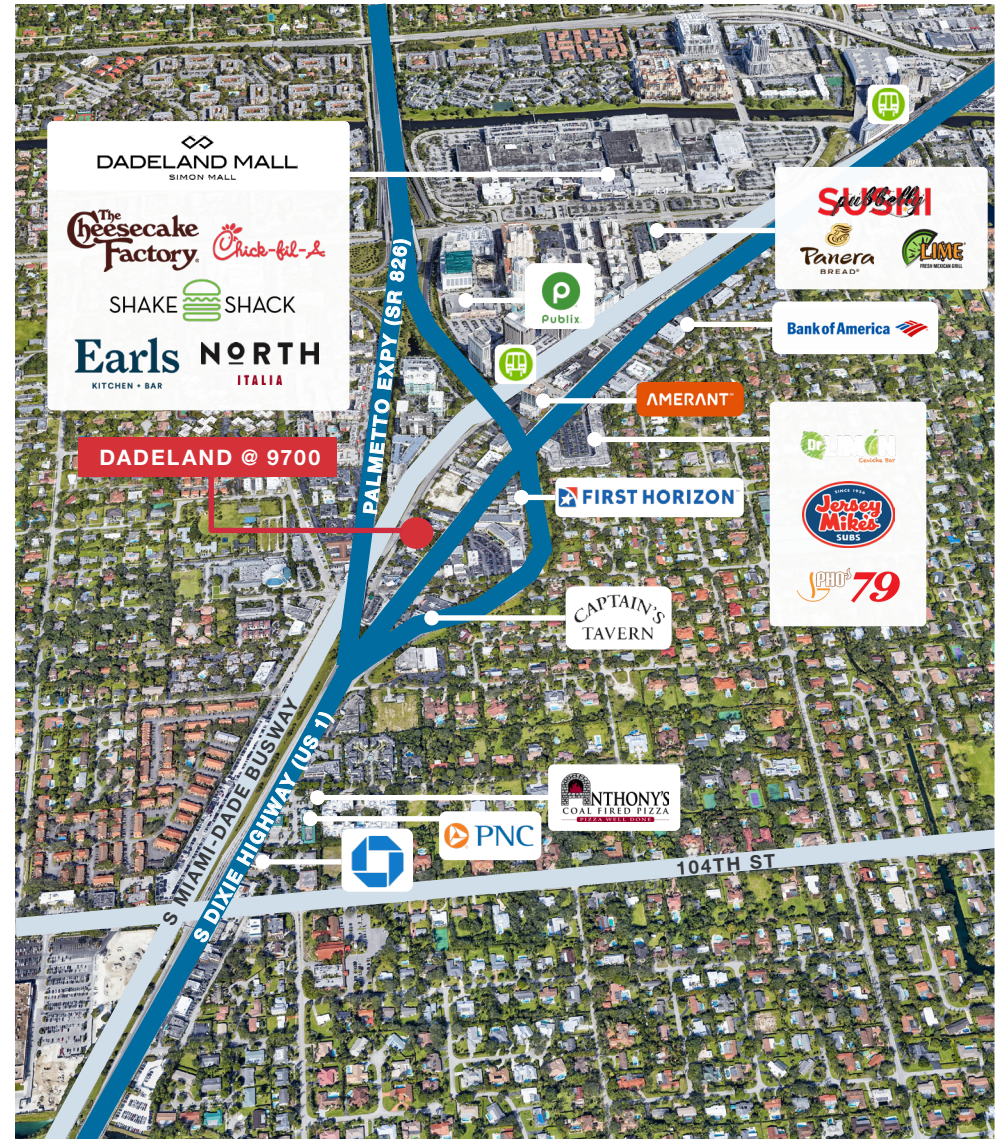 DADELAND MALL
SIMON MALL
The
Cheesecake
Factory
Chick-fil-A
SHAKE SHACK
Earls
KITCHEN + BAR
NORTH
ITALIA
DADELAND @ 9700
PALMETTO EXPY (SR 826)
SUSHI
pubbelly
Panera
BREAD®
LIME
FRESH MEXICAN GRILL
Publix
Bank of America
AMERANT
Dr LIMÓN
Ceviche Bar
SINCE 1956
Jersey
Mike's
SUBS
PHO's 79
FIRST HORIZON
CAPTAIN'S
TAVERN
ANTHONY'S
COAL FIRED PIZZA
PIZZA WELL DONE
PNC
S MIAMI-DADE BUSWAY
S DIXIE HIGHWAY (US 1)
104TH ST